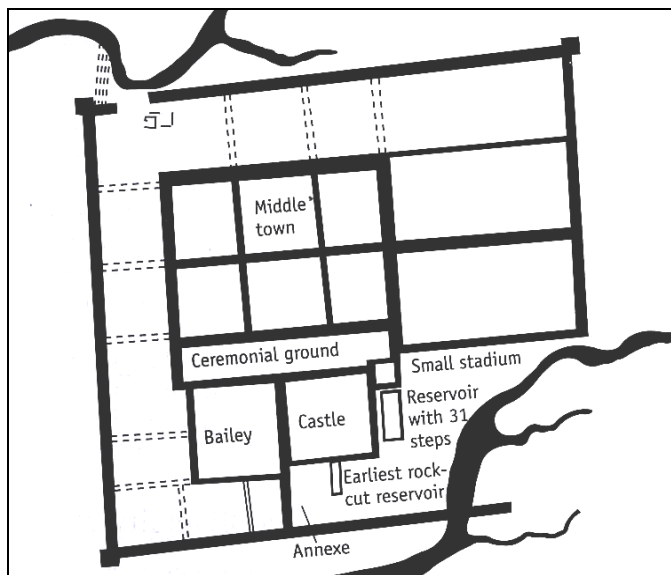 Middle
town
Ceremonial ground
Small stadium
Reservoir
with 31
steps
Castle
Bailey
Earliest rock-
cut reservoir
Annexe